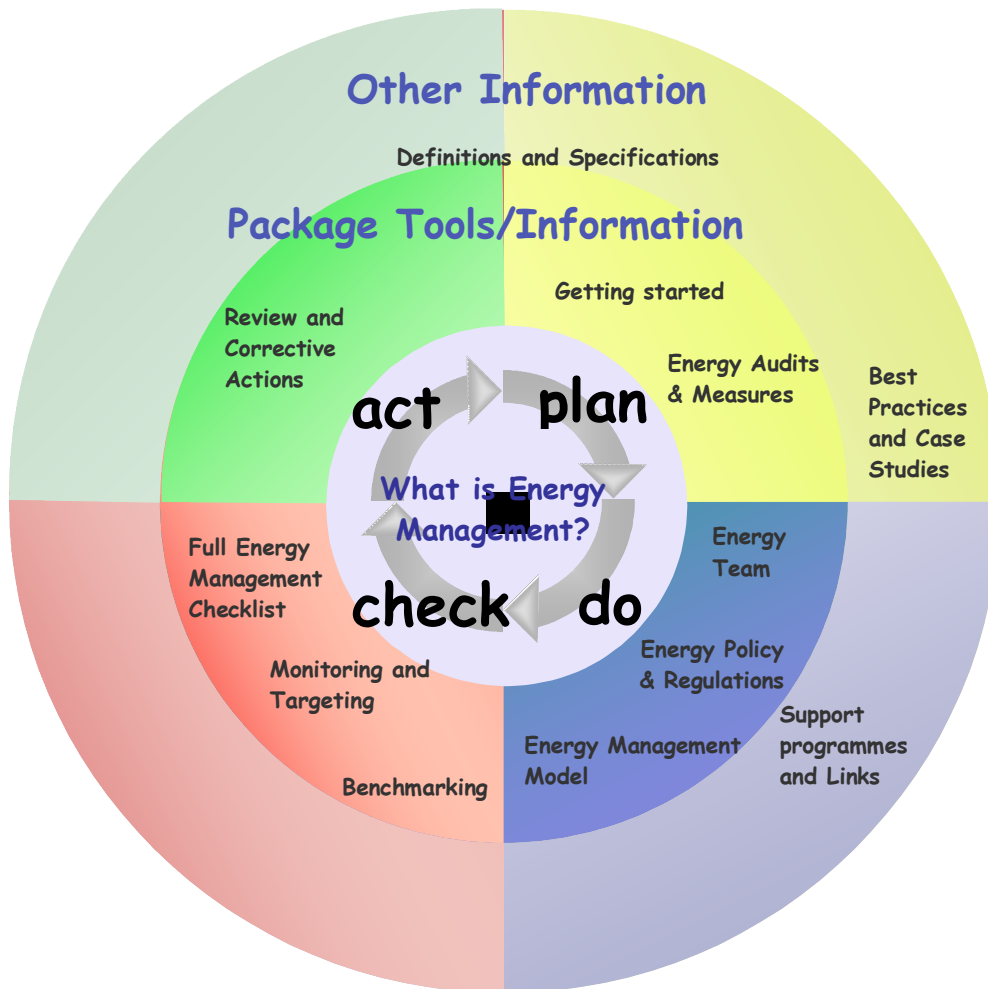 Other Information
Definitions and Specifications
Package Tools/Information
Getting started
Review and
Corrective
Actions
Energy Audits
& Measures
Best
Practices
and Case
Studies
act
plan
What is Energy
Management?
check
do
Full Energy
Management
Checklist
Monitoring and
Targeting
Benchmarking
Energy
Team
Energy Policy
& Regulations
Energy Management
Model
Support
programmes
and Links